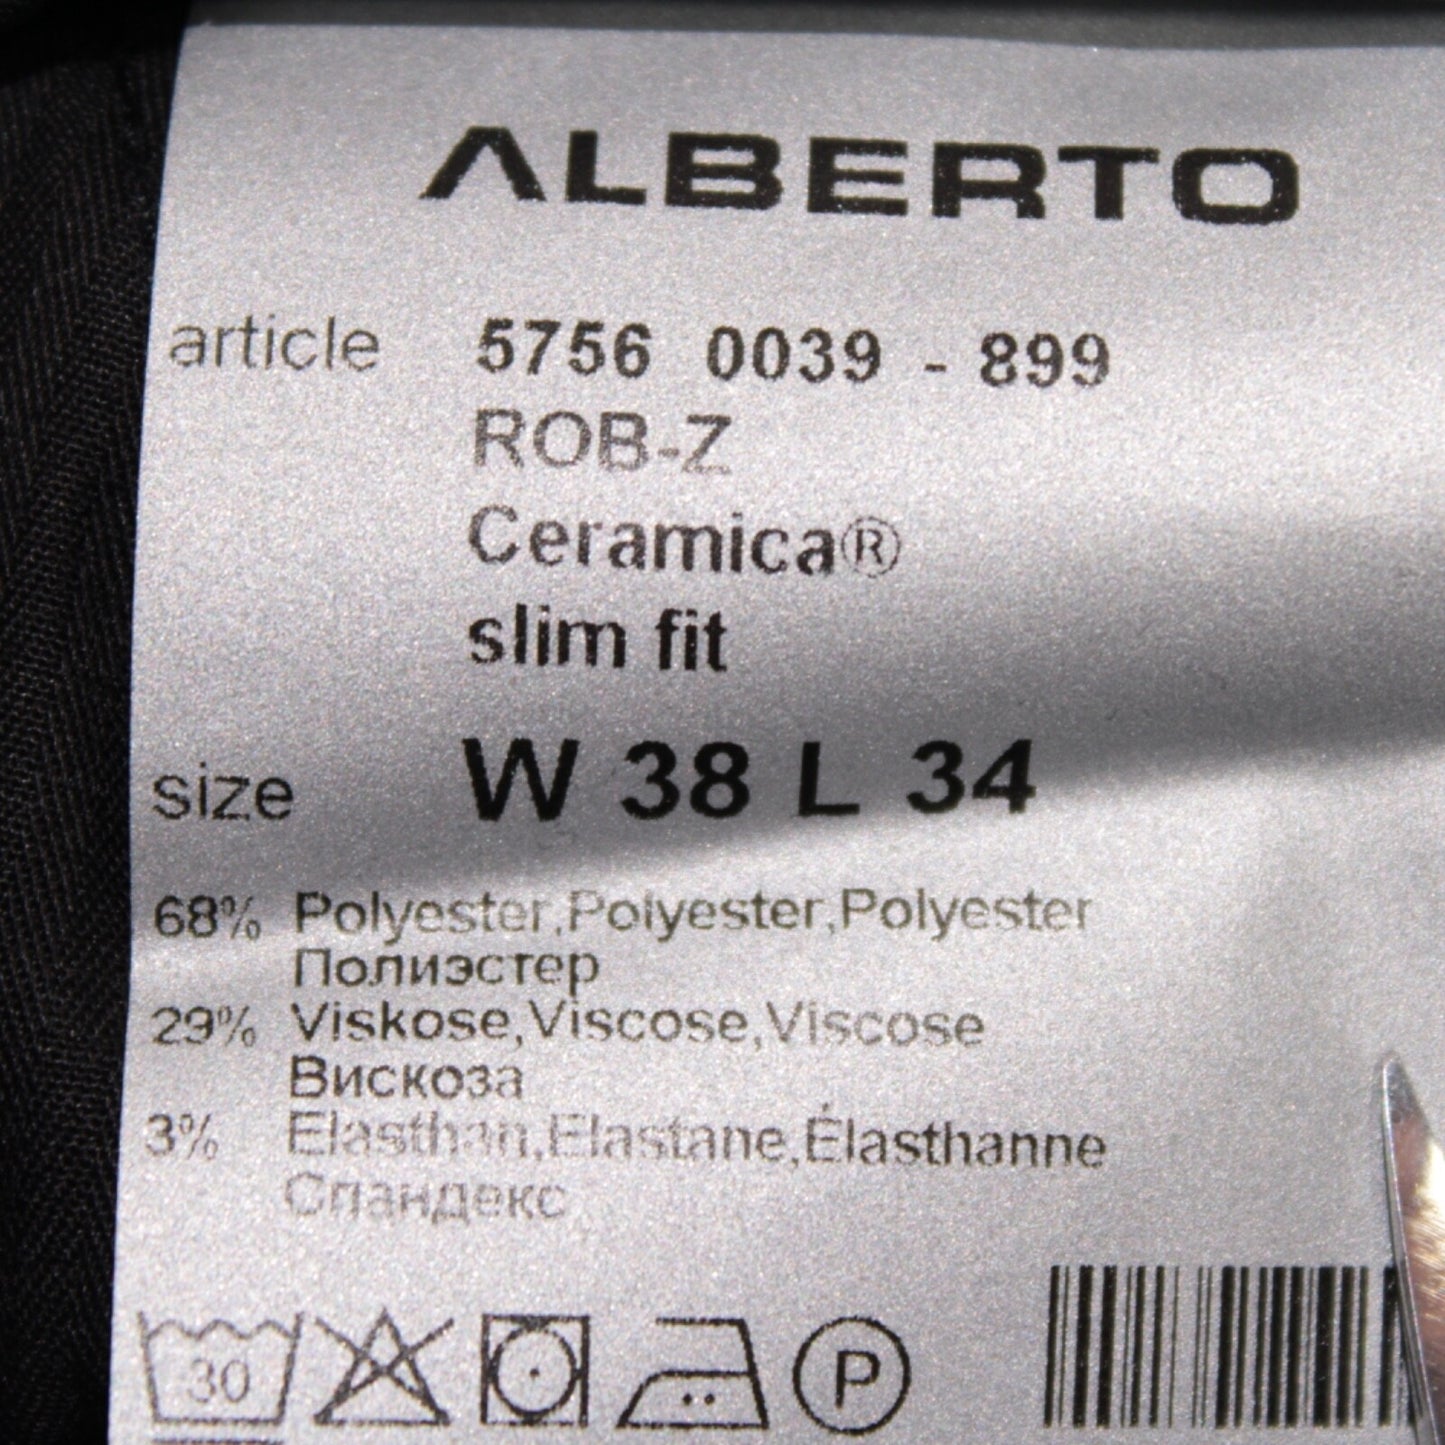 ALBERTO
article 5756 0039 - 899
ROB-Z
Ceramica®
slim fit
size W 38 L 34
68% Polyester,Polyester,Polyester
Полиэстер
29% Viskose,Viscose,Viscose
Вискоза
3% Elasthan,Elastane,Élasthanne
Спандекс
30 P